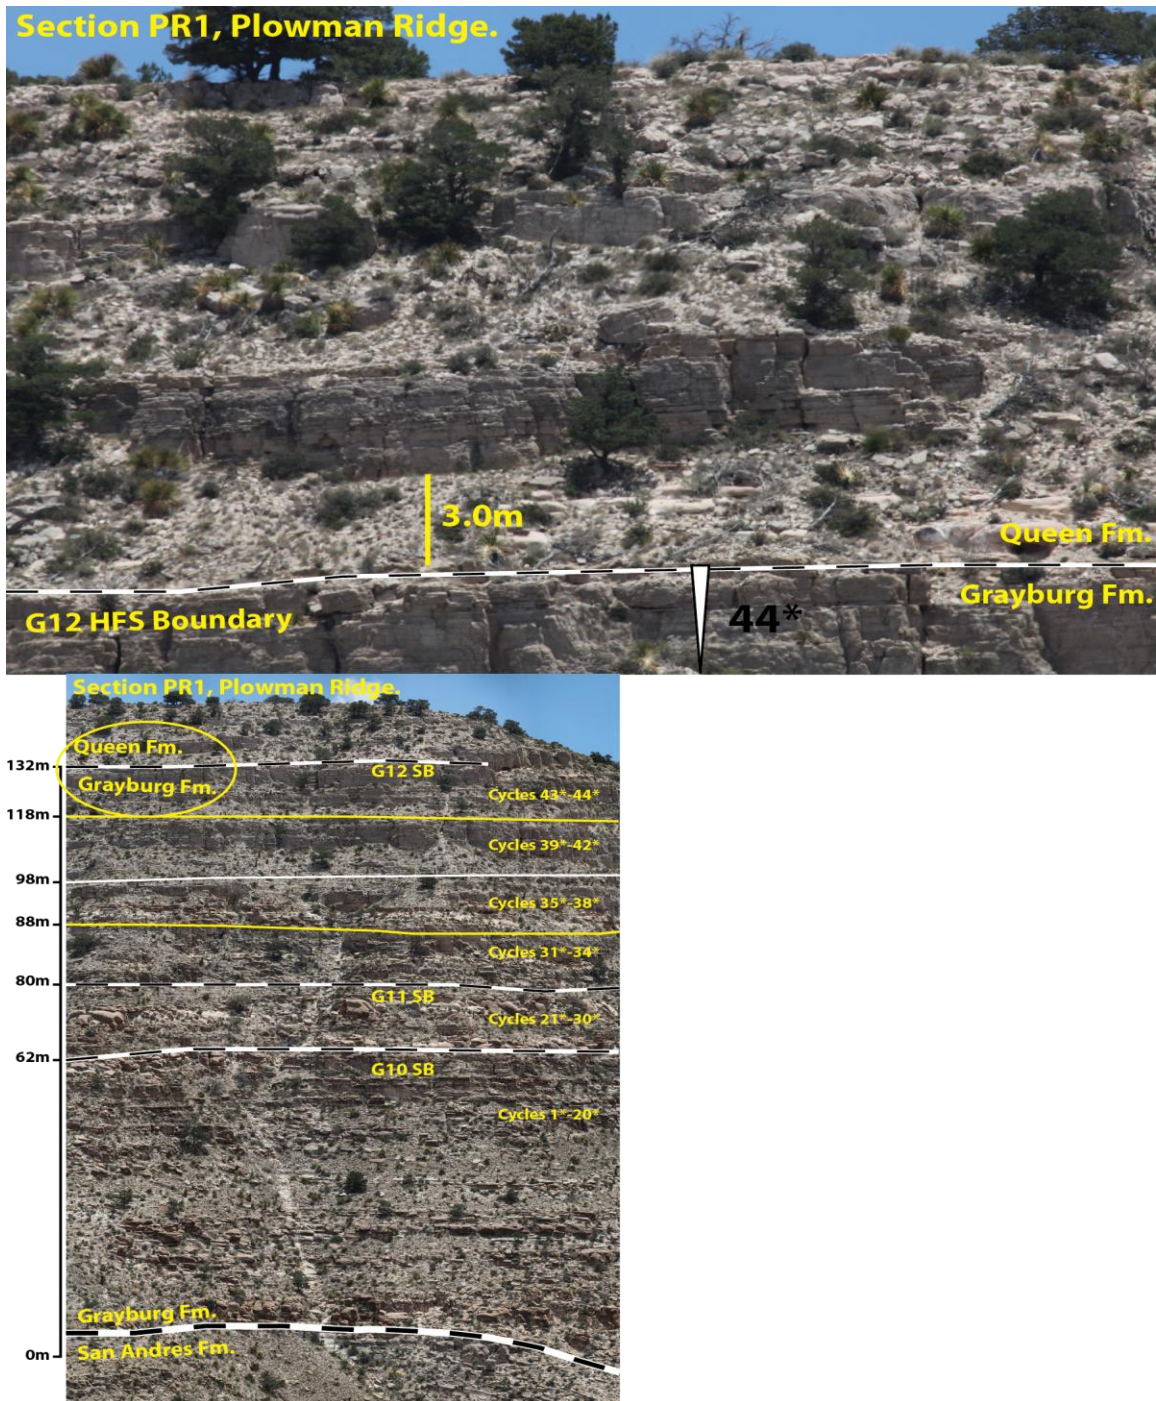 Section PR1, Plowman Ridge.
3.0m
Queen Fm.
Grayburg Fm.
G12 HFS Boundary
44*
Section PR1, Plowman Ridge.
Queen Fm.
132m
G12 SB
Grayburg Fm.
Cycles 43*-44*
118m
Cycles 39*-42*
98m
Cycles 35*-38*
88m
Cycles 31*-34*
80m
G11 SB
Cycles 21*-30*
62m
G10 SB
Cycles 1*-20*
Grayburg Fm.
San Andres Fm.
0m